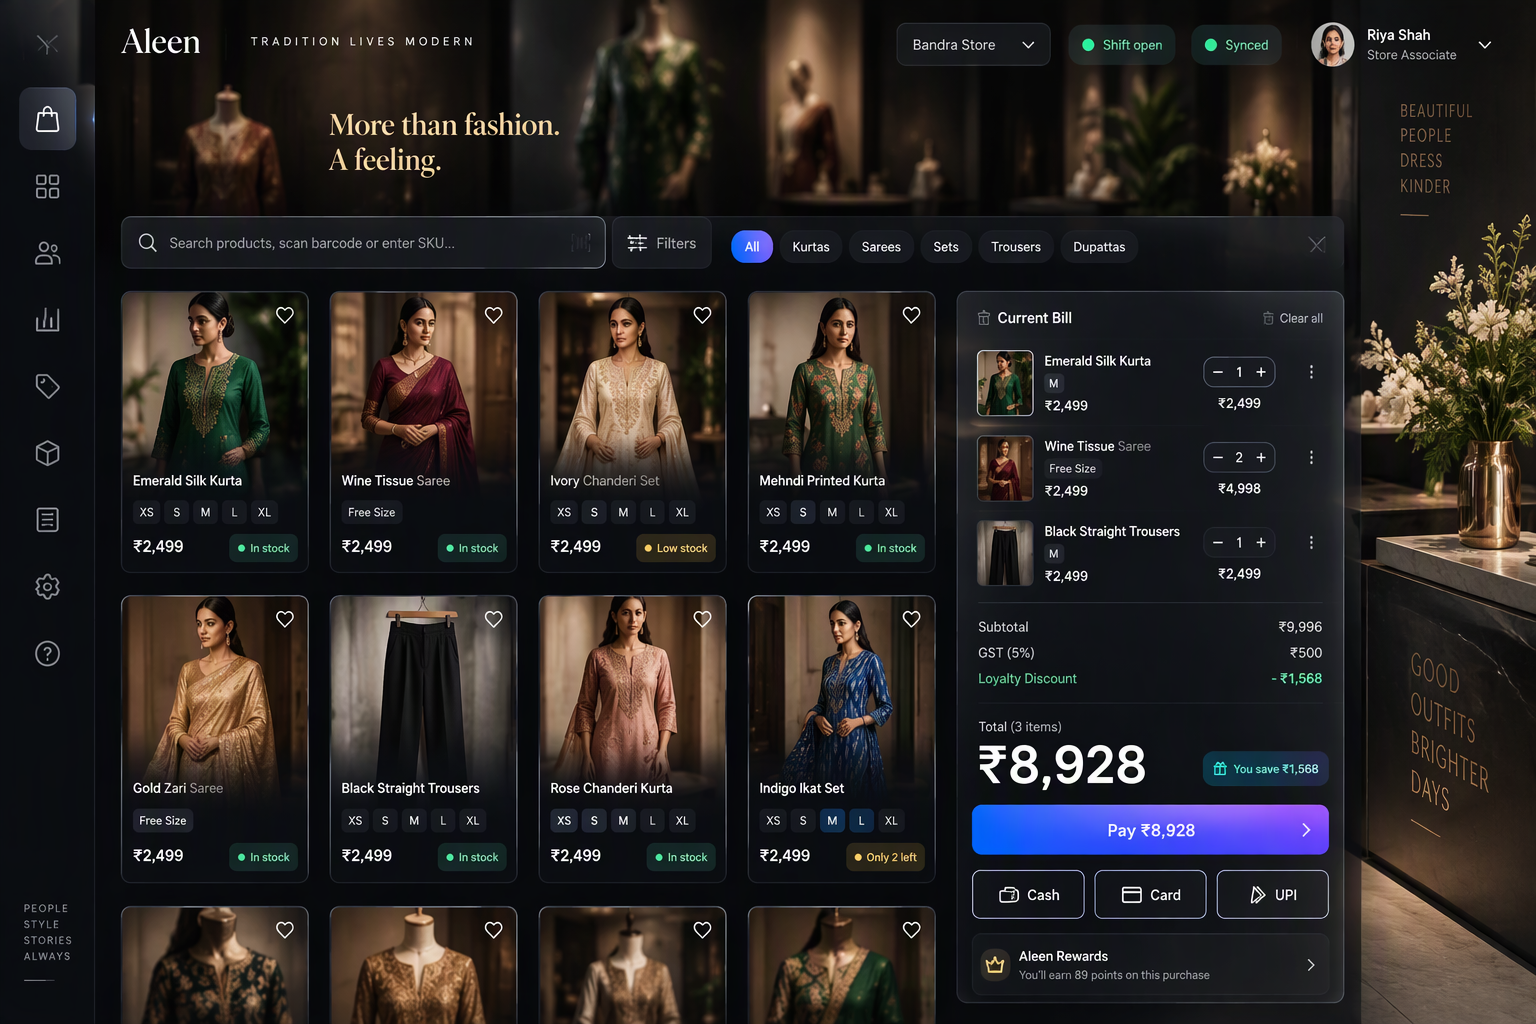 Aleen
TRADITION LIVES MODERN
Bandra Store
Shift open
Synced
Riya Shah
Store Associate
More than fashion.
A feeling.
BEAUTIFUL
PEOPLE
DRESS
KINDER
Search products, scan barcode or enter SKU...
Filters
All
Kurtas
Sarees
Sets
Trousers
Dupattas
Emerald Silk Kurta
XS S M L XL
₹2,499
In stock
Wine Tissue Saree
Free Size
₹2,499
In stock
Ivory Chanderi Set
XS S M L XL
₹2,499
Low stock
Mehndi Printed Kurta
XS S M L XL
₹2,499
In stock
Gold Zari Saree
Free Size
₹2,499
In stock
Black Straight Trousers
XS S M L XL
₹2,499
In stock
Rose Chanderi Kurta
XS S M L XL
₹2,499
In stock
Indigo Ikat Set
XS S M L XL
₹2,499
Only 2 left
Current Bill
Clear all
Emerald Silk Kurta
M
₹2,499
− 1 +
₹2,499
Wine Tissue Saree
Free Size
₹2,499
− 2 +
₹4,998
Black Straight Trousers
M
₹2,499
− 1 +
₹2,499
Subtotal ₹9,996
GST (5%) ₹500
Loyalty Discount - ₹1,568
Total (3 items)
₹8,928
You save ₹1,568
Pay ₹8,928
Cash
Card
UPI
Aleen Rewards
You'll earn 89 points on this purchase
GOOD
OUTFITS
BRIGHTER
DAYS
PEOPLE
STYLE
STORIES
ALWAYS